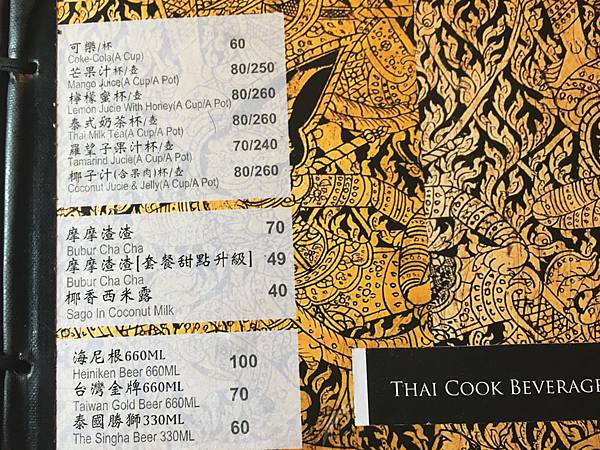 可樂/杯 60
Coke-Cola(A Cup)
芒果汁杯/壺 80/250
Mango Juice(A Cup/A Pot)
檸檬蜜杯/壺 80/260
Lemon Jucie With Honey(A Cup/A Pot)
泰式奶茶杯/壺 80/260
Thai Milk Tea(A Cup/A Pot)
羅望子果汁杯/壺 70/240
Tamarind Jucie(A Cup/A Pot)
椰子汁(含果肉)杯/壺 80/260
Coconut Jucie & Jelly(A Cup/A Pot)
摩摩渣渣 70
Bubur Cha Cha
摩摩渣渣[套餐甜點升級] 49
Bubur Cha Cha
椰香西米露 40
Sago In Coconut Milk
海尼根660ML 100
Heiniken Beer 660ML
台灣金牌660ML 70
Taiwan Gold Beer 660ML
泰國勝獅330ML 60
The Singha Beer 330ML
THAI COOK BEVERAGE